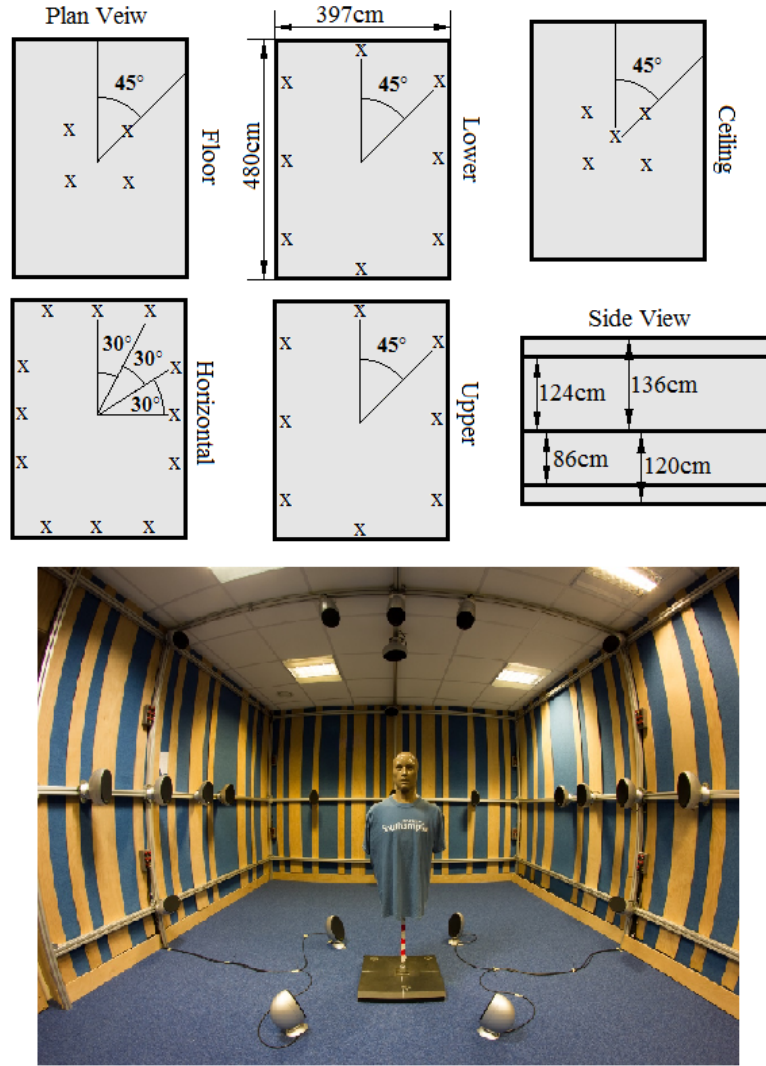 Plan Veiw
45°
Floor
397cm
480cm
45°
Lower
45°
Ceiling
30°
30°
30°
Horizontal
45°
Upper
Side View
124cm
136cm
86cm
120cm